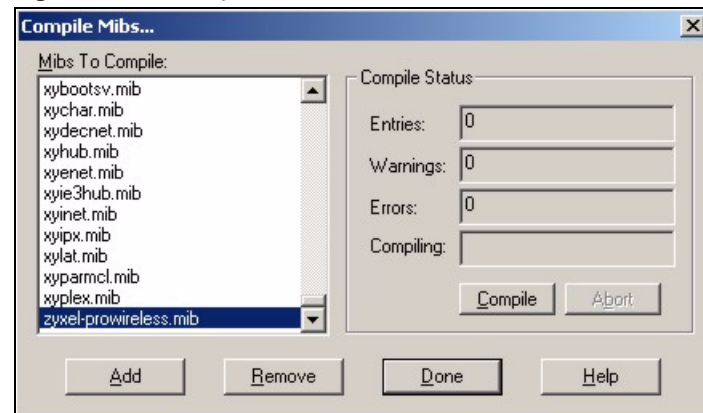 Compile Mibs...
Mibs To Compile:
xybootsv.mib
xychar.mib
xydecnet.mib
xyhub.mib
xyenet.mib
xyie3hub.mib
xyinet.mib
xyipx.mib
xylat.mib
xyparmcl.mib
xyplex.mib
zyxel-prowireless.mib
Compile Status
Entries: 0
Warnings: 0
Errors: 0
Compiling:
Compile Abort
Add Remove Done Help